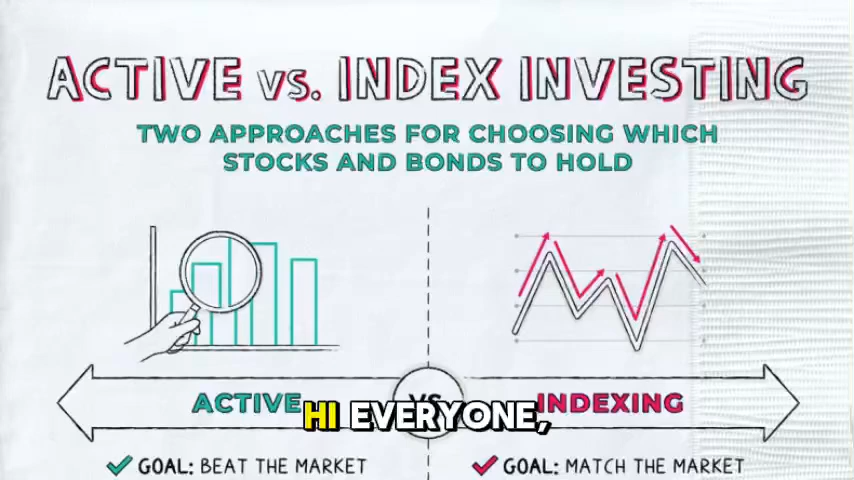 ACTIVE vs. INDEX INVESTING
TWO APPROACHES FOR CHOOSING WHICH
STOCKS AND BONDS TO HOLD
ACTIVE VS INDEXING
HI EVERYONE,
GOAL: BEAT THE MARKET
GOAL: MATCH THE MARKET